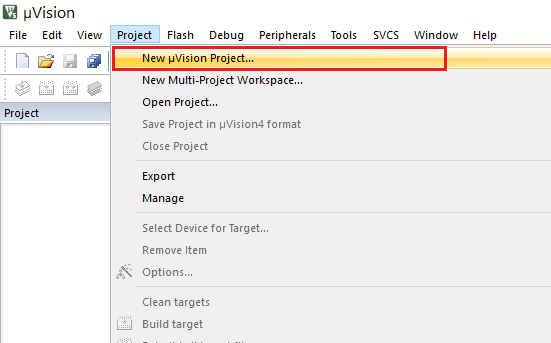 µVision
File Edit View Project Flash Debug Peripherals Tools SVCS Window Help
New µVision Project...
New Multi-Project Workspace...
Open Project...
Project
Save Project in µVision4 format
Close Project
Export
Manage
Select Device for Target...
Remove Item
Options...
Clean targets
Build target